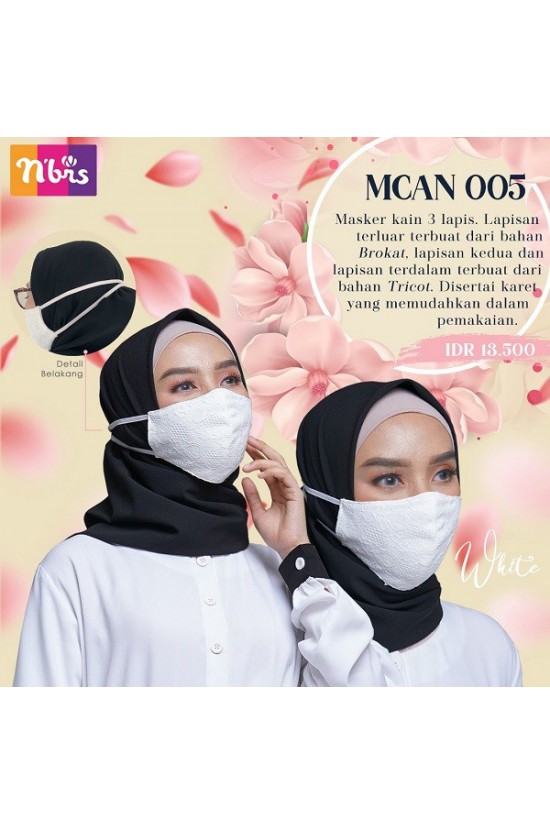 n'brs
MCAN 005
Masker kain 3 lapis. Lapisan
terluar terbuat dari bahan
Brokat, lapisan kedua dan
lapisan terdalam terbuat dari
bahan Tricot. Disertai karet
yang memudahkan dalam
pemakaian.
IDR 13.500
Detail
Belakang
White